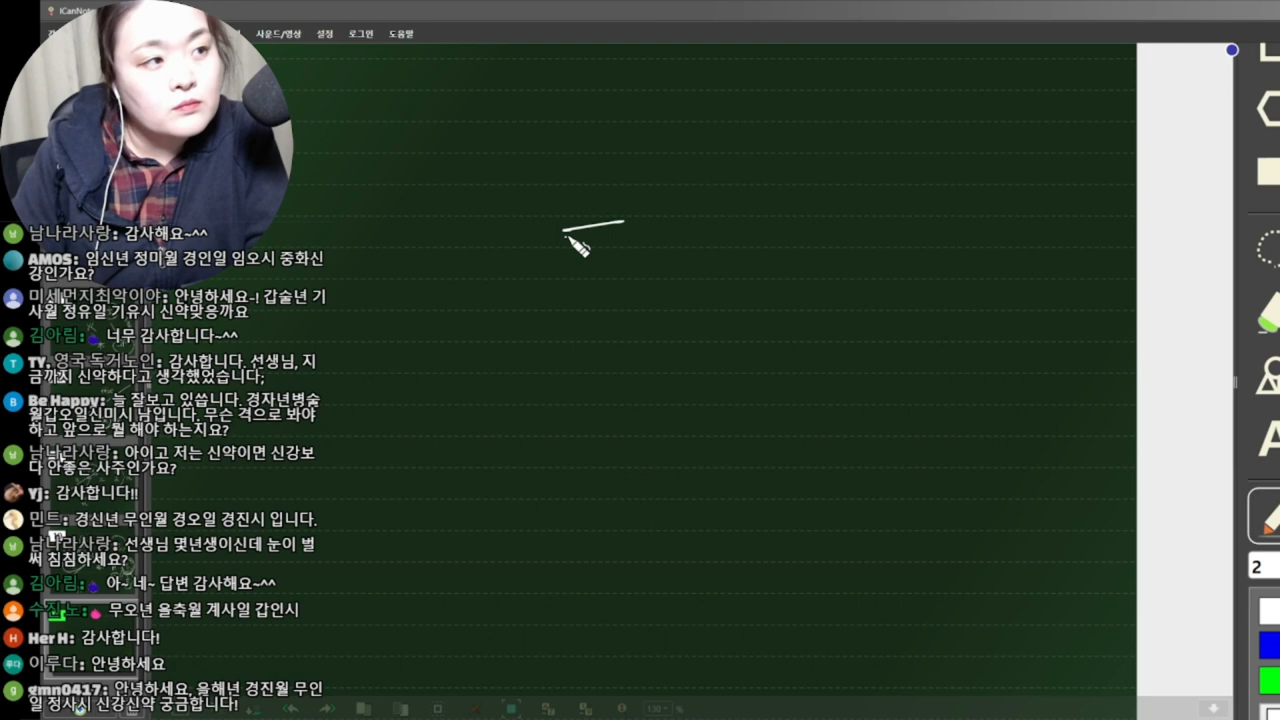 ICanNote
사운드/영상 설정 로그인 도움말
남나라사랑: 감사해요~^^
AMOS: 임신년 정미월 경인일 임오시 중화신
강인가요?
미세먼지최악이야: 안녕하세요-! 갑술년 기
사월 정유일 기유시 신약맞응까요
김아림: 너무 감사합니다~^^
TY, 영국 독거노인: 감사합니다. 선생님, 지
금까지 신약하다고 생각했었습니다;
Be Happy: 늘 잘보고 있씁니다. 경자년병술
월갑오일신미시 남입니다. 무슨 격으로 봐야
하고 앞으로 뭘 해야 하는지요?
남나라사랑: 아이고 저는 신약이면 신강보
다 안좋은 사주인가요?
Yj: 감사합니다!!
민트: 경신년 무인월 경오일 경진시 입니다.
남나라사랑: 선생님 몇년생이신데 눈이 벌
써 침침하세요?
김아림: 아~ 네~ 답변 감사해요~^^
수진 노: 무오년 을축월 계사일 갑인시
Her H: 감사합니다!
이루다: 안녕하세요
gmn0417: 안녕하세요, 을해년 경진월 무인
일 정사시 신강신약 궁금합니다!
2
130 %